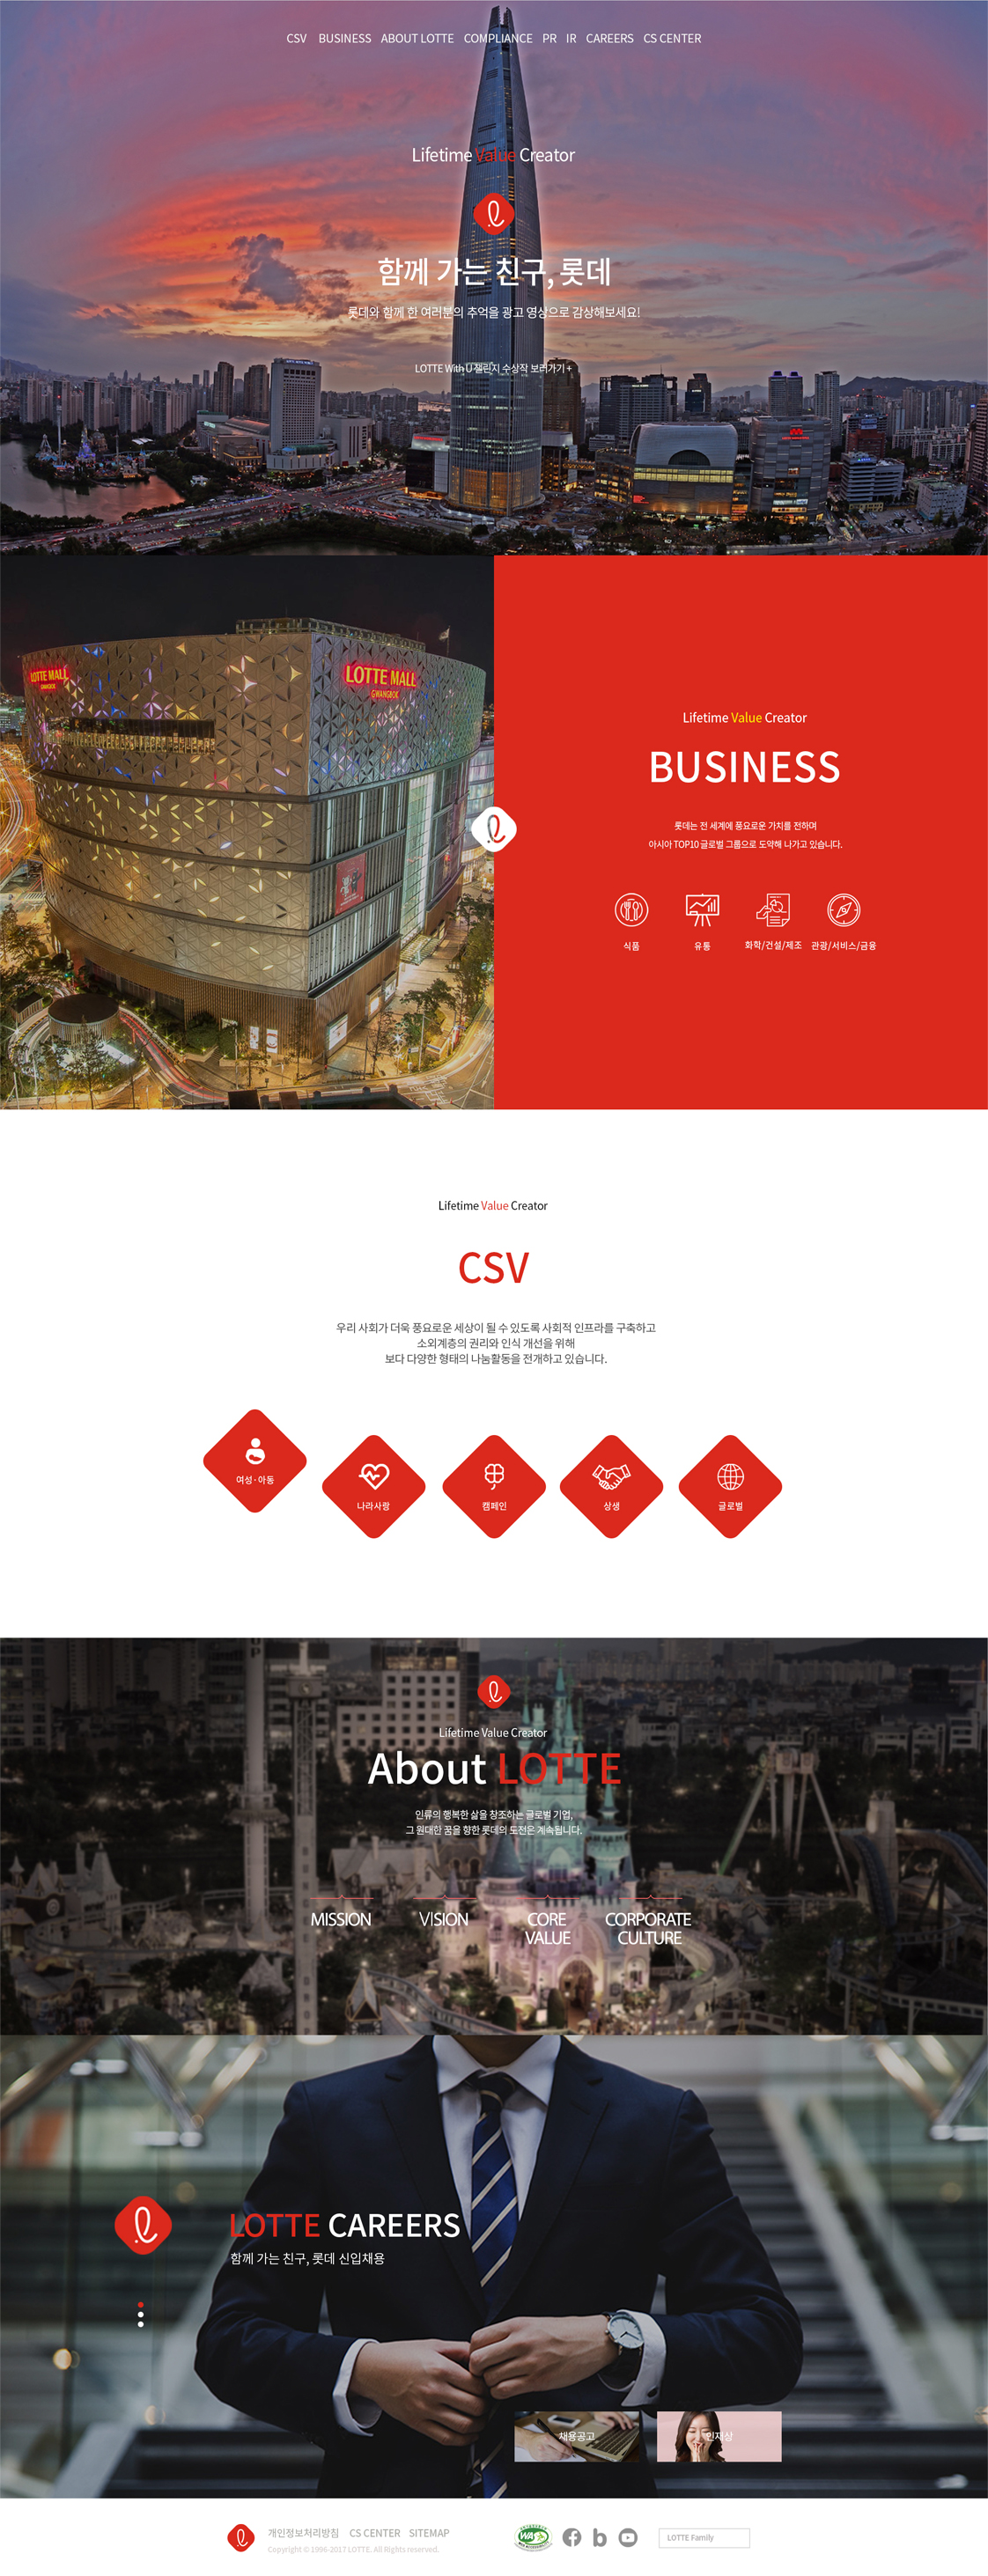 CSV BUSINESS ABOUT LOTTE COMPLIANCE PR IR CAREERS CS CENTER
Lifetime Value Creator
함께 가는 친구, 롯데
롯데와 함께 한 여러분의 추억을 광고 영상으로 감상해보세요!
LOTTE With U 챌린지 수상작 보러가기 +
LOTTE MALL
LOTTE MALL
GWANGBOK
Lifetime Value Creator
BUSINESS
롯데는 전 세계에 풍요로운 가치를 전하며
아시아 TOP10 글로벌 그룹으로 도약해 나가고 있습니다.
식품 유통 화학/건설/제조 관광/서비스/금융
Lifetime Value Creator
CSV
우리 사회가 더욱 풍요로운 세상이 될 수 있도록 사회적 인프라를 구축하고
소외계층의 권리와 인식 개선을 위해
보다 다양한 형태의 나눔활동을 전개하고 있습니다.
여성·아동 나라사랑 캠페인 상생 글로벌
Lifetime Value Creator
About LOTTE
인류의 행복한 삶을 창조하는 글로벌 기업,
그 원대한 꿈을 향한 롯데의 도전은 계속됩니다.
MISSION VISION CORE VALUE CORPORATE CULTURE
LOTTE CAREERS
함께 가는 친구, 롯데 신입채용
채용공고 인재상
개인정보처리방침 CS CENTER SITEMAP
Copyright © 1996-2017 LOTTE. All Rights reserved.
WA
LOTTE Family